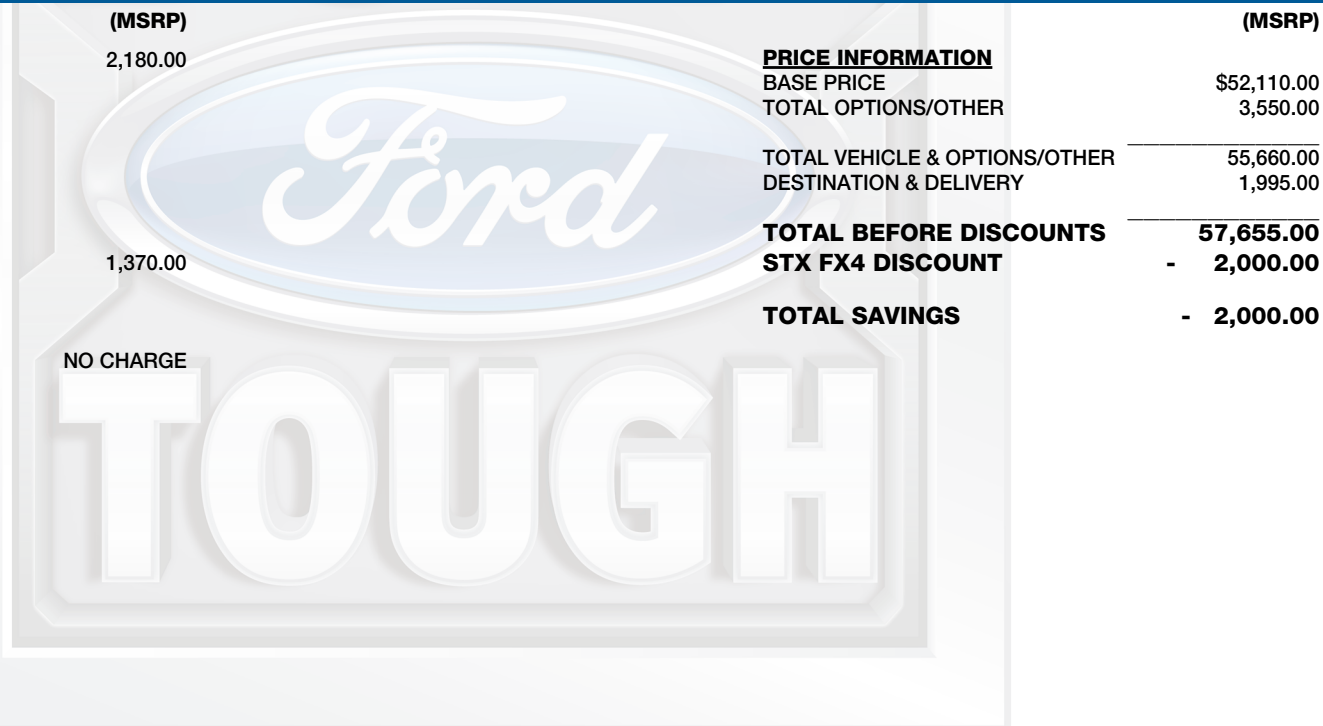 (MSRP)
2,180.00
1,370.00
NO CHARGE
(MSRP)
PRICE INFORMATION
BASE PRICE $52,110.00
TOTAL OPTIONS/OTHER 3,550.00
TOTAL VEHICLE & OPTIONS/OTHER 55,660.00
DESTINATION & DELIVERY 1,995.00
TOTAL BEFORE DISCOUNTS 57,655.00
STX FX4 DISCOUNT - 2,000.00
TOTAL SAVINGS - 2,000.00
Ford
TOUGH